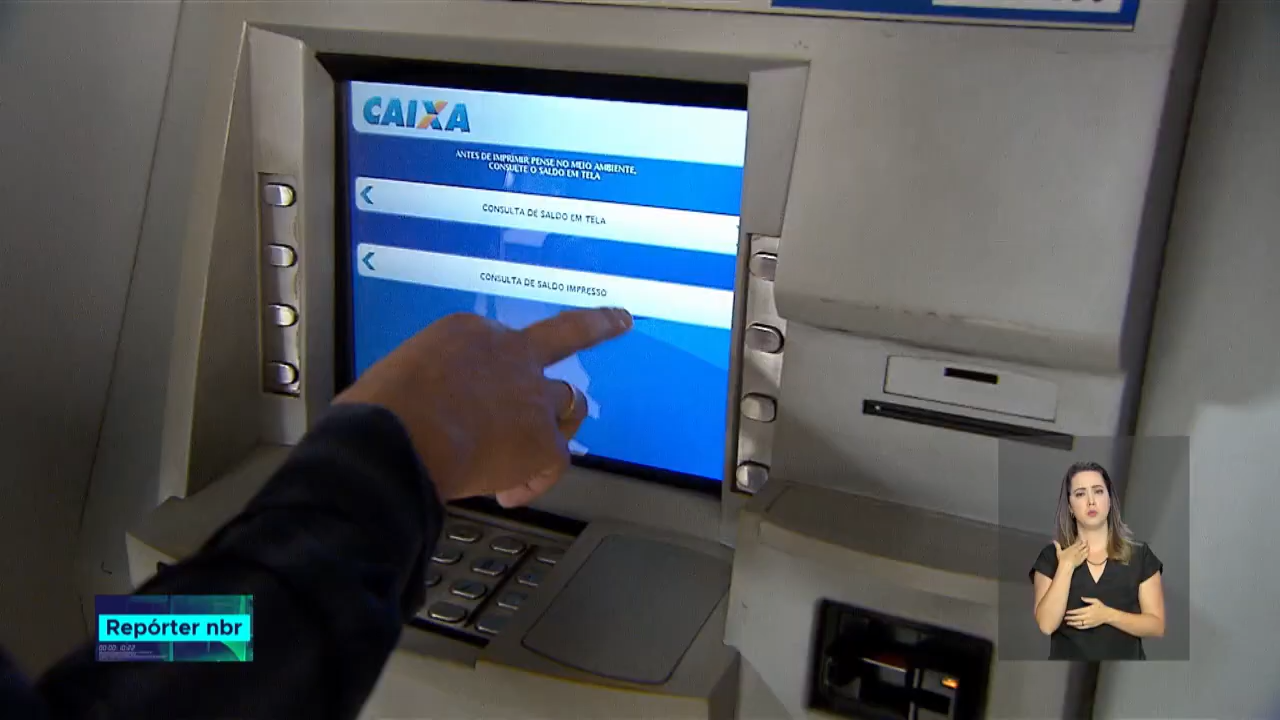 CAIXA
ANTES DE IMPRIMIR PENSE NO MEIO AMBIENTE.
CONSULTE O SALDO EM TELA
CONSULTA DE SALDO EM TELA
CONSULTA DE SALDO IMPRESSO
Repórter nbr